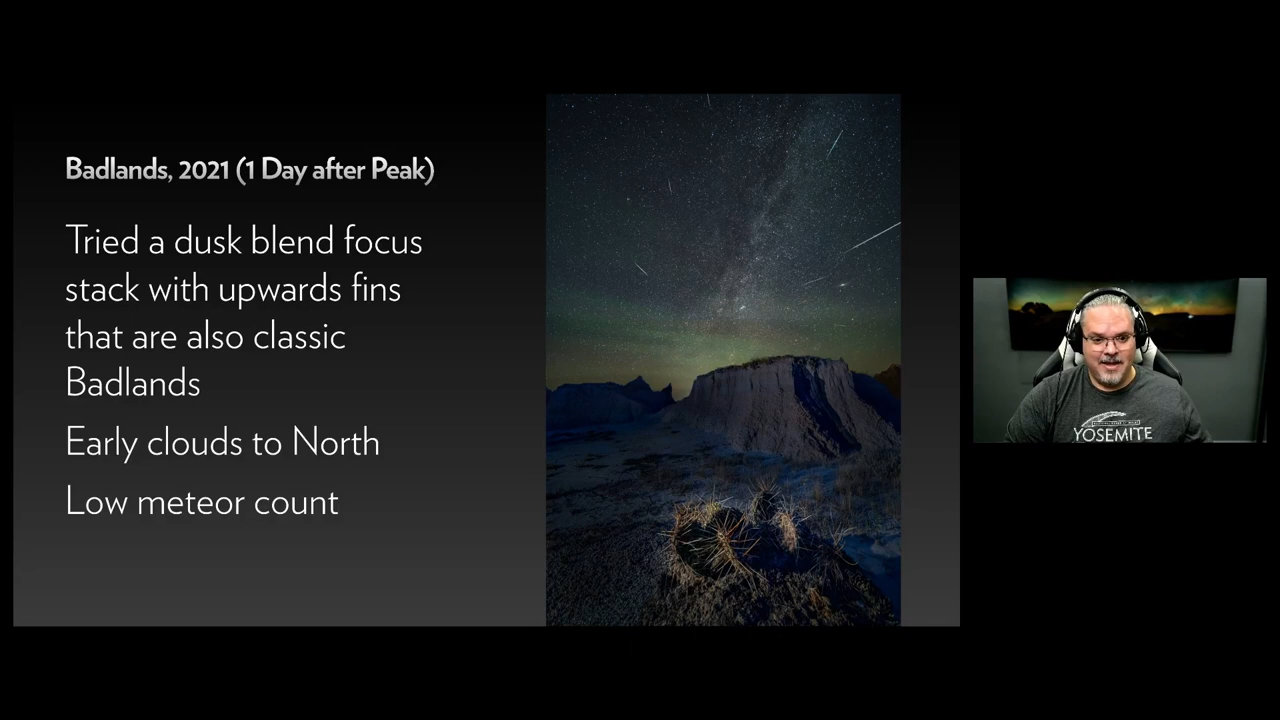 Badlands, 2021 (1 Day after Peak)
Tried a dusk blend focus
stack with upwards fins
that are also classic
Badlands
Early clouds to North
Low meteor count
YOSEMITE